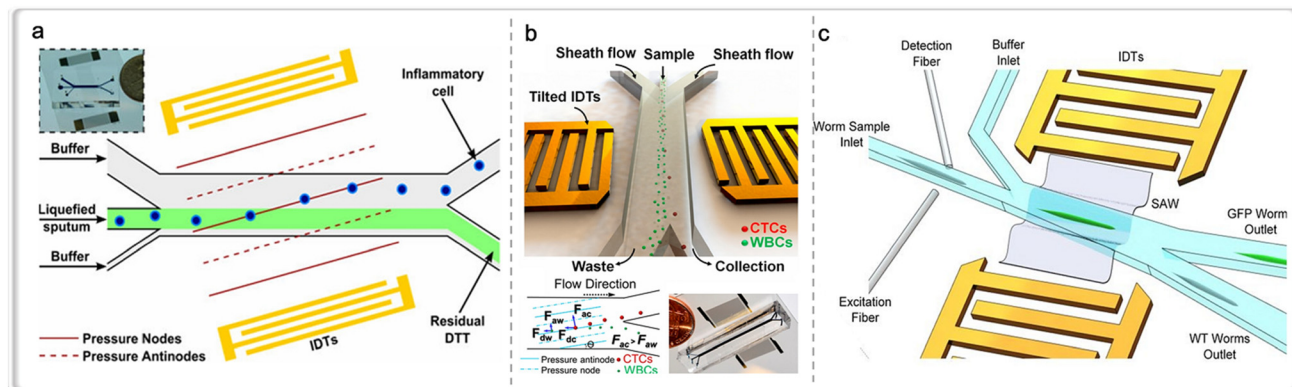 a
Inflammatory
cell
Buffer
Liquefied
sputum
Buffer
Pressure Nodes
Pressure Antinodes
IDTs
Residual
DTT
b
Sheath flow
Sample
Sheath flow
Tilted IDTs
CTCs
WBCs
Waste
Collection
Flow Direction
Faw
Fac
Fdw
Fdc
Fac>Faw
Θ
Pressure antinode
CTCs
Pressure node
WBCs
c
Detection
Fiber
Buffer
Inlet
IDTs
Worm Sample
Inlet
SAW
GFP Worm
Outlet
Excitation
Fiber
WT Worms
Outlet